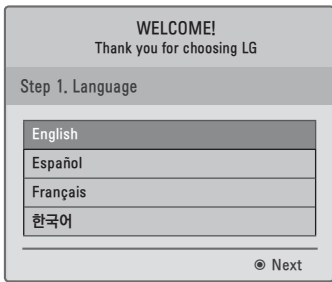 WELCOME!
Thank you for choosing LG
Step 1. Language
English
Español
Français
한국어
◉ Next